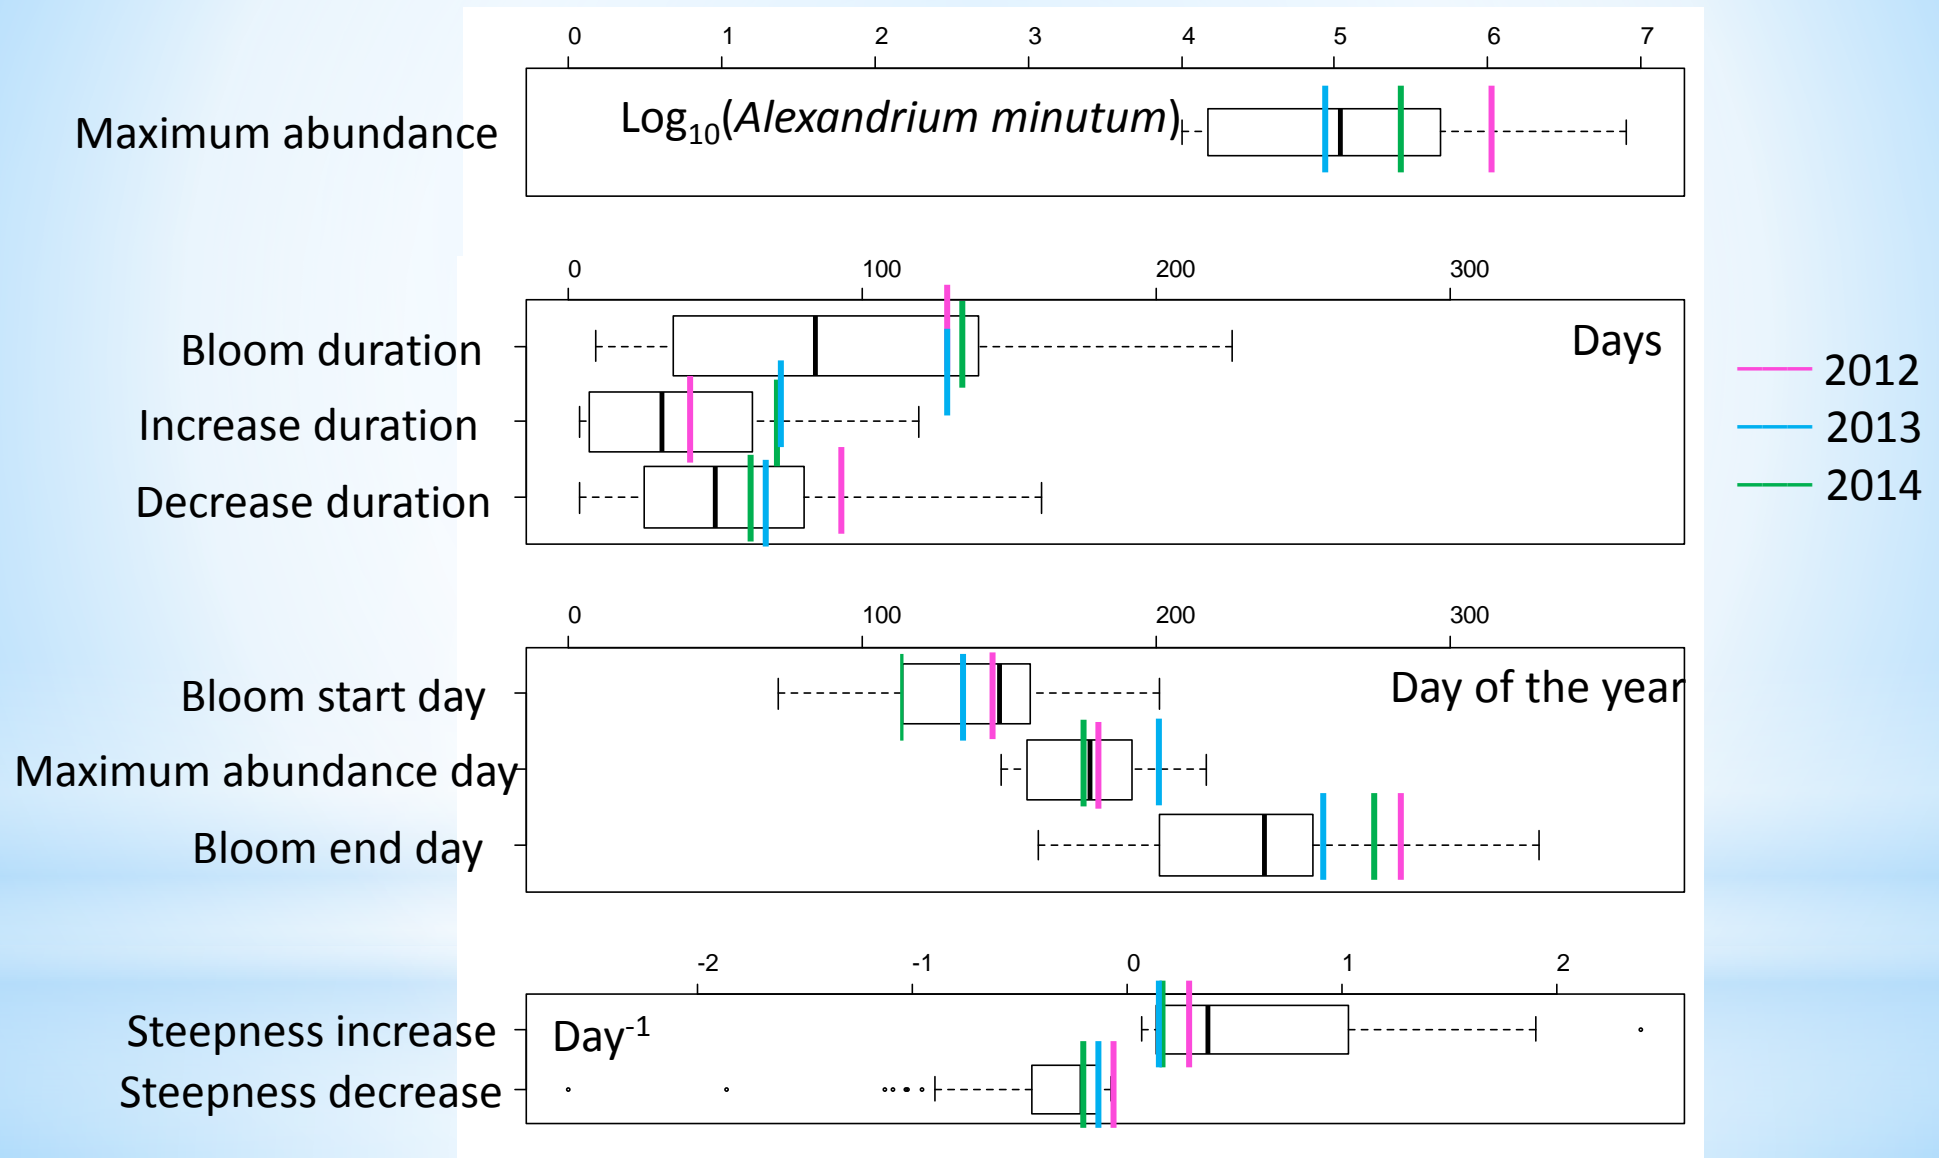 0 1 2 3 4 5 6 7
Maximum abundance
Log₁₀(Alexandrium minutum)
0 100 200 300
Bloom duration
Days
Increase duration
Decrease duration
2012
2013
2014
0 100 200 300
Bloom start day
Day of the year
Maximum abundance day
Bloom end day
-2 -1 0 1 2
Steepness increase
Day⁻¹
Steepness decrease